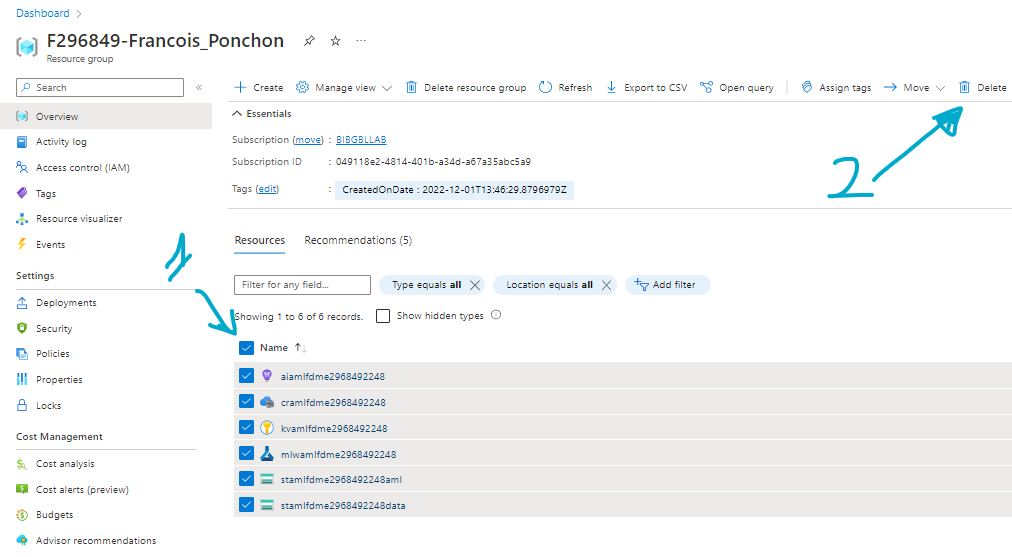 Dashboard
F296849-Francois_Ponchon
Resource group
Search
Create Manage view Delete resource group Refresh Export to CSV Open query Assign tags Move Delete
Overview
Activity log
Access control (IAM)
Tags
Resource visualizer
Events
Settings
Deployments
Security
Policies
Properties
Locks
Cost Management
Cost analysis
Cost alerts (preview)
Budgets
Advisor recommendations
Essentials
Subscription (move) : BIBGBLLAB
Subscription ID : 049118e2-4814-401b-a34d-a67a35abc5a9
Tags (edit) : CreatedOnDate : 2022-12-01T13:46:29.8796979Z
2
Resources Recommendations (5)
1
Filter for any field... Type equals all Location equals all Add filter
Showing 1 to 6 of 6 records. Show hidden types
Name
aiamlfdme2968492248
cramlfdme2968492248
kvamlfdme2968492248
mlwamlfdme2968492248
stamlfdme2968492248aml
stamlfdme2968492248data